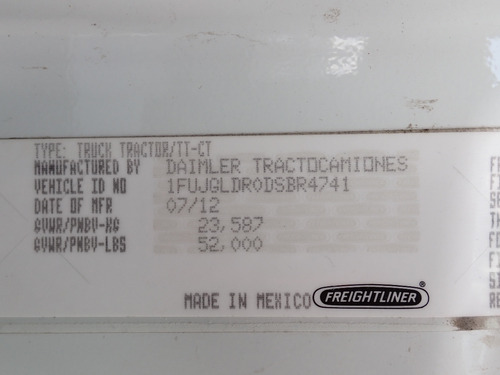 TYPE: TRUCK TRACTOR/TT-CT
MANUFACTURED BY DAIMLER TRACTOCAMIONES
VEHICLE ID NO 1FUJGLDR0DSBR4741
DATE OF MFR 07/12
GVWR/PNBV-KG 23,587
GVWR/PNBV-LBS 52,000
MADE IN MEXICO FREIGHTLINER ®